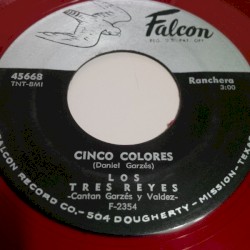 Falcon
REG. U.S. PAT. OFF.
4566B
TNT-BMI
Ranchera
3:00
CINCO COLORES
(Daniel Garzés)
LOS
TRES REYES
-Cantan Garzés y Valdez-
F-2354
FALCON RECORD CO.-504 DOUGHERTY-MISSION, TEXAS